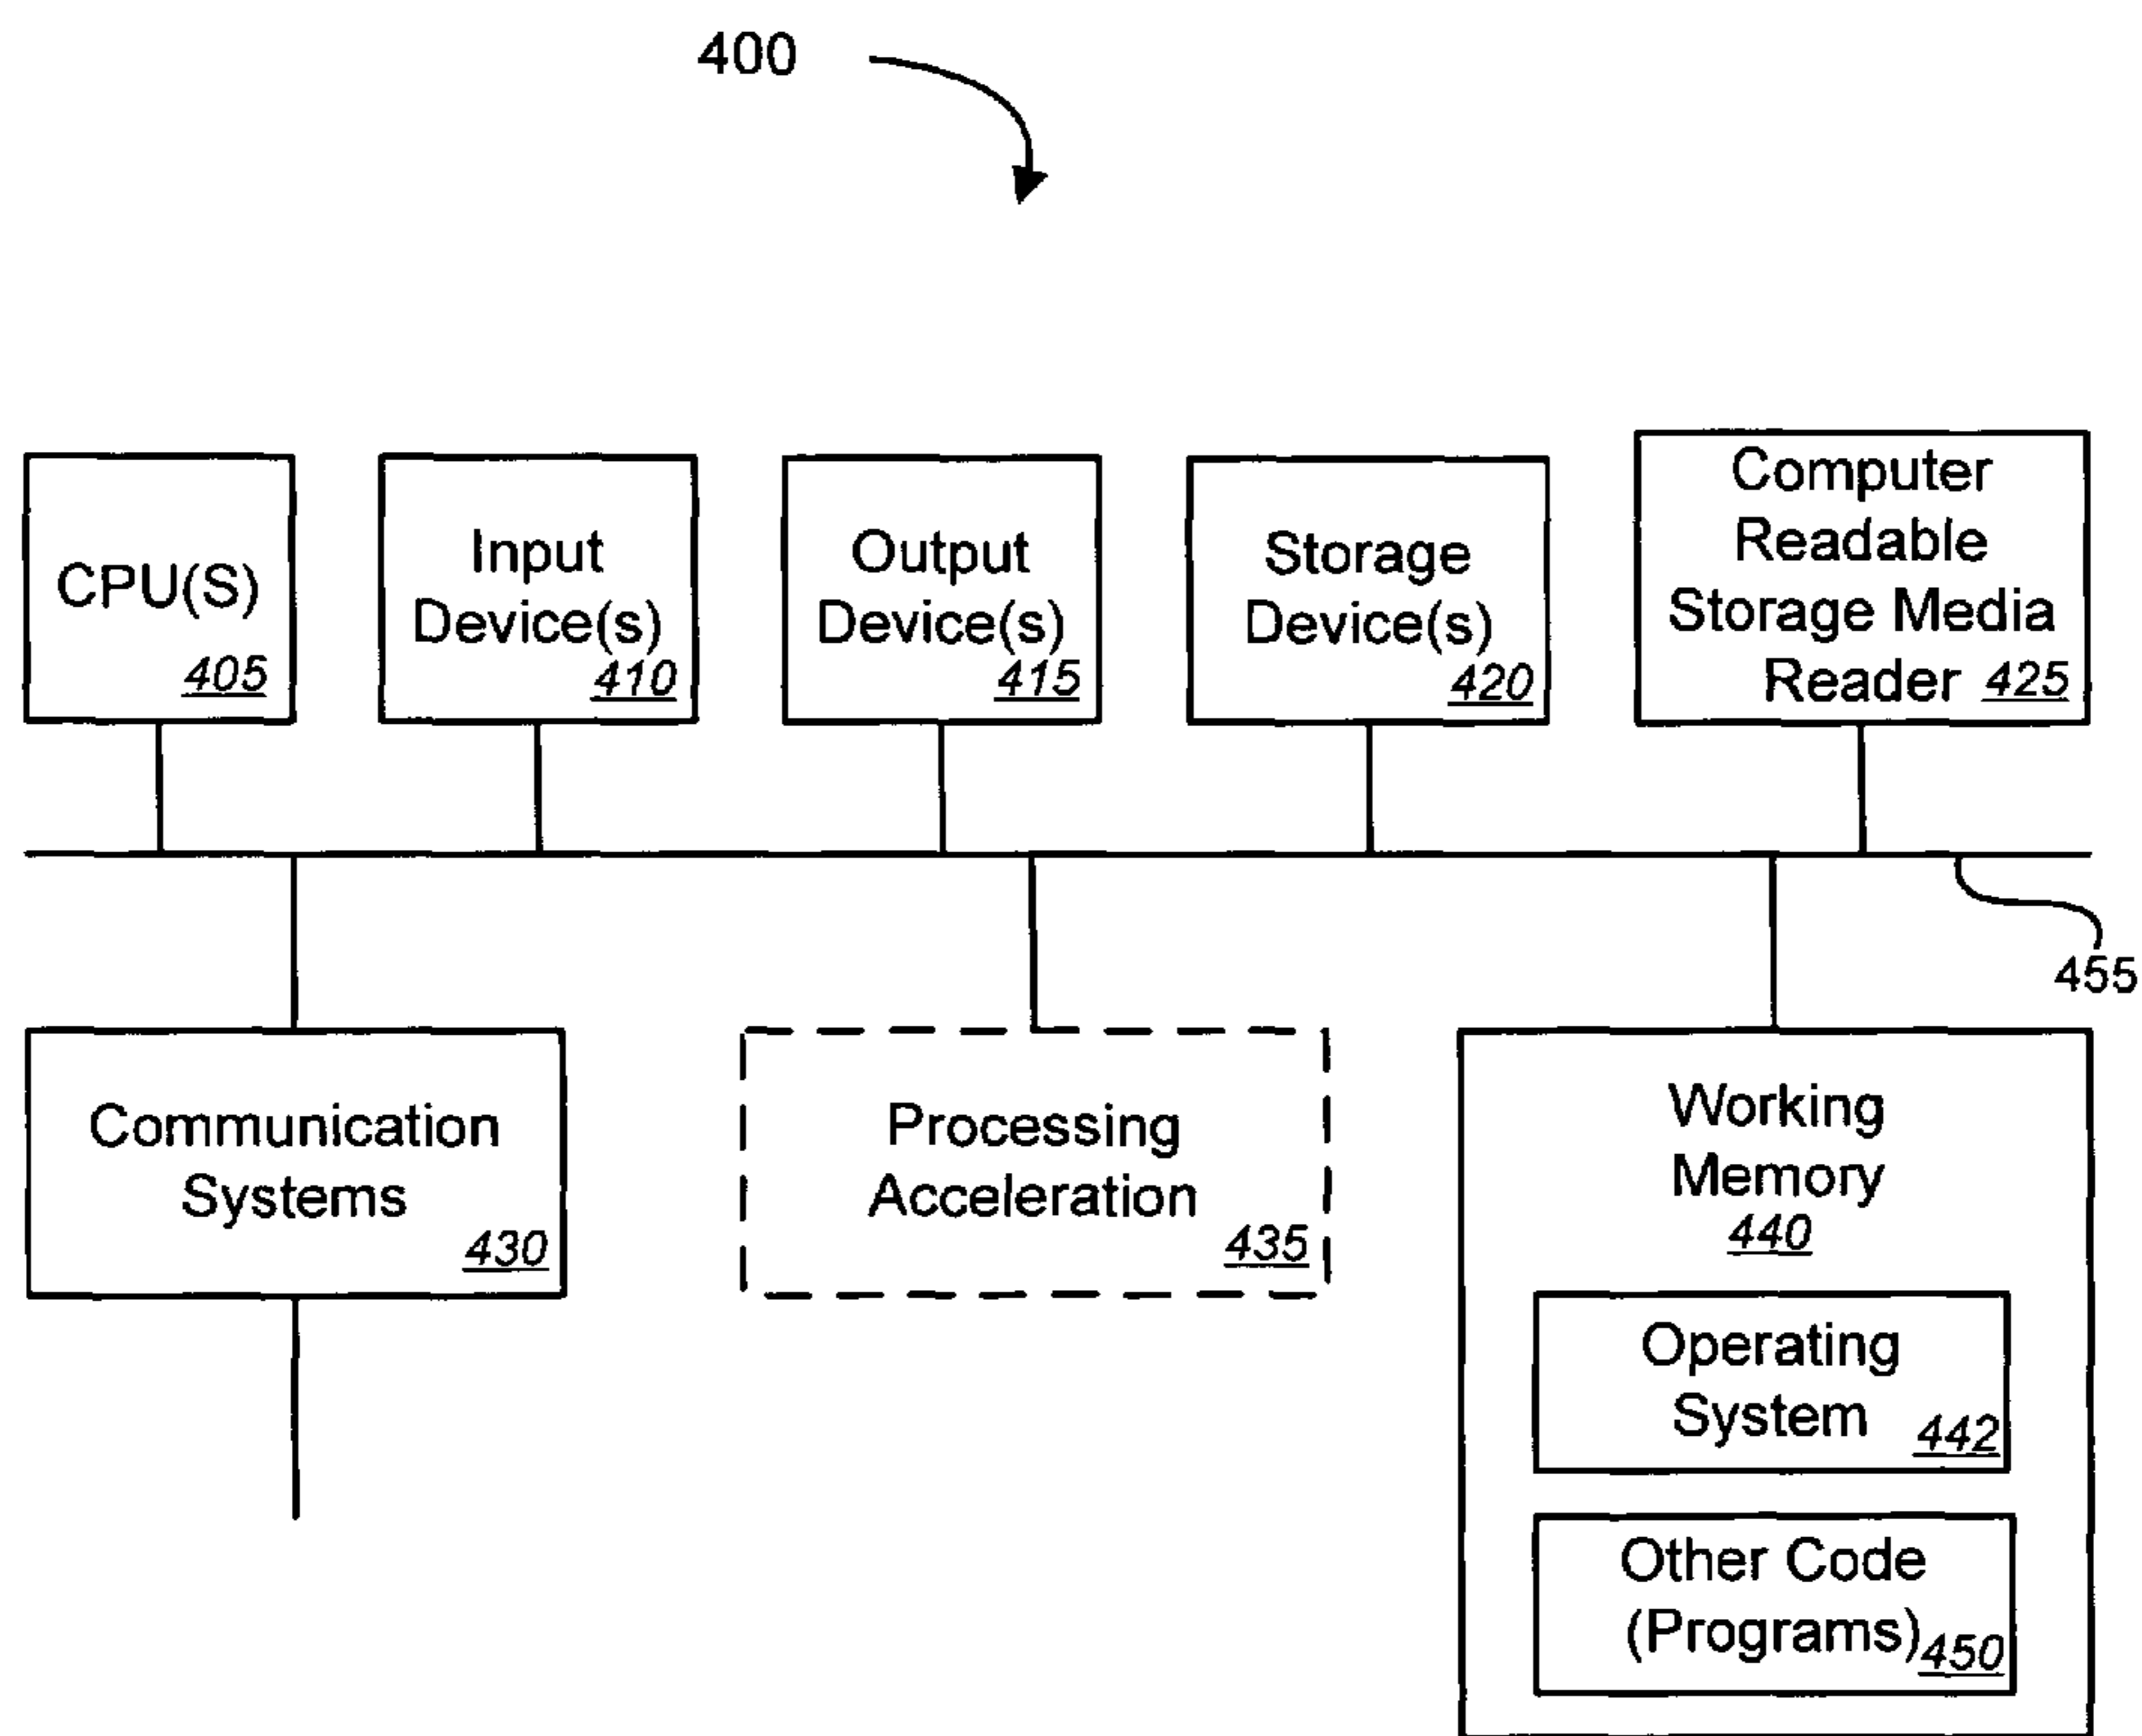 400
CPU(S)
405
Input
Device(s)
410
Output
Device(s)
415
Storage
Device(s)
420
Computer
Readable
Storage Media
Reader 425
455
Communication
Systems
430
Processing
Acceleration
435
Working
Memory
440
Operating
System
442
Other Code
(Programs)
450